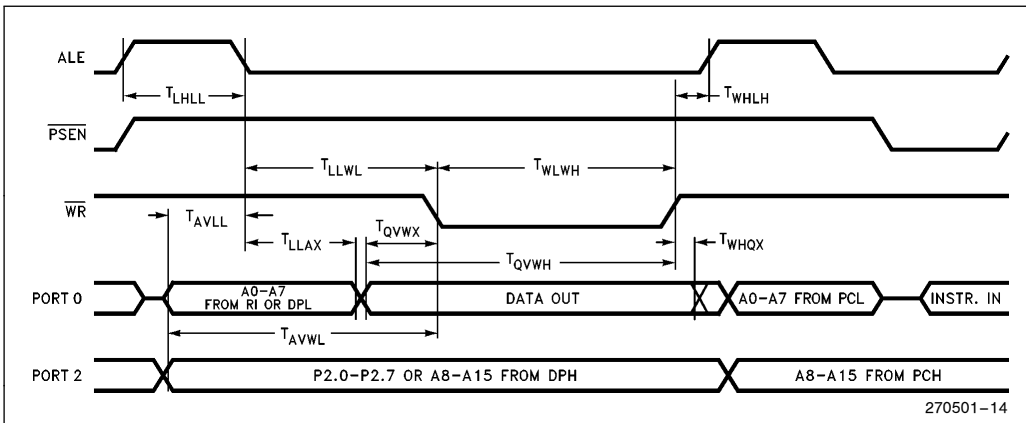 ALE
T_LHLL
T_WHLH
PSEN
T_LLWL
T_WLWH
WR
T_AVLL
T_LLAX
T_QVWX
T_WHQX
T_QVWH
PORT 0
A0-A7
FROM RI OR DPL
DATA OUT
A0-A7 FROM PCL
INSTR. IN
T_AVWL
PORT 2
P2.0-P2.7 OR A8-A15 FROM DPH
A8-A15 FROM PCH
270501-14